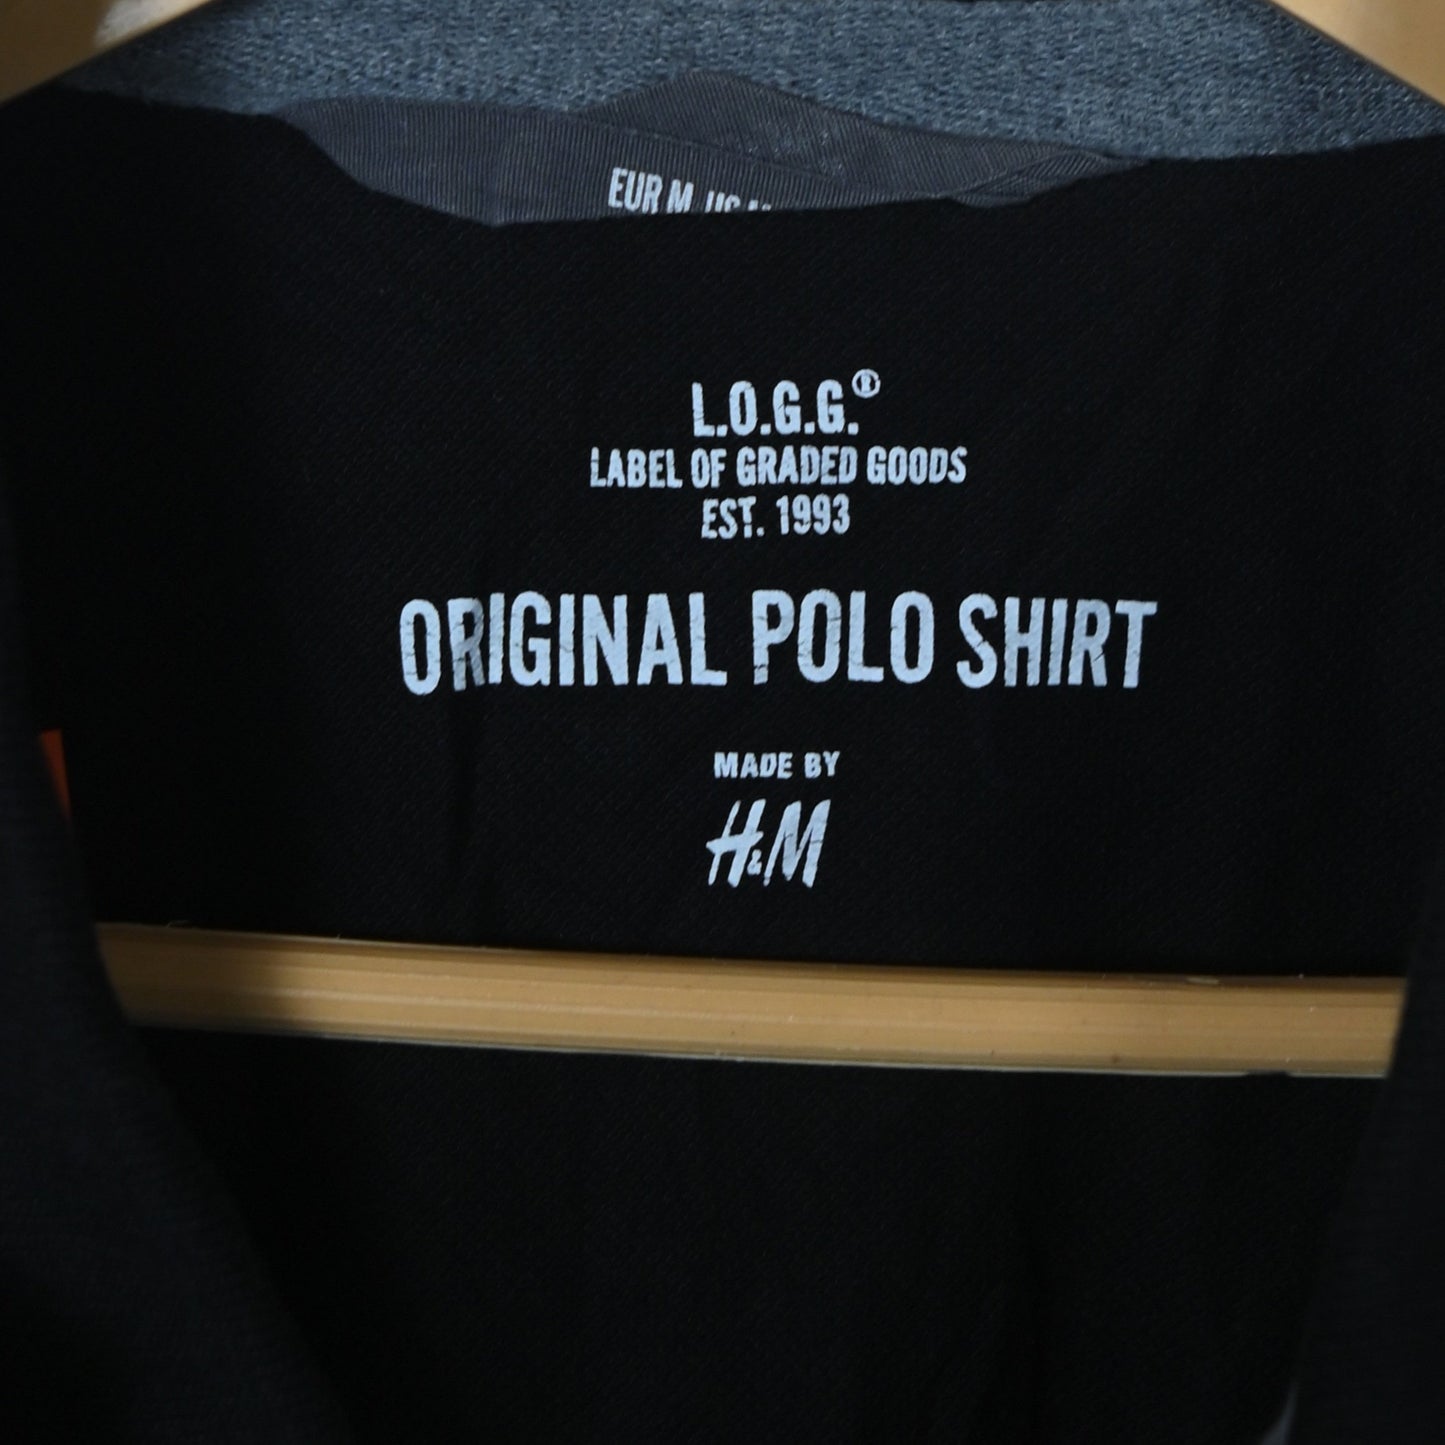 EUR M
L.O.G.G.®
LABEL OF GRADED GOODS
EST. 1993
ORIGINAL POLO SHIRT
MADE BY
H&M